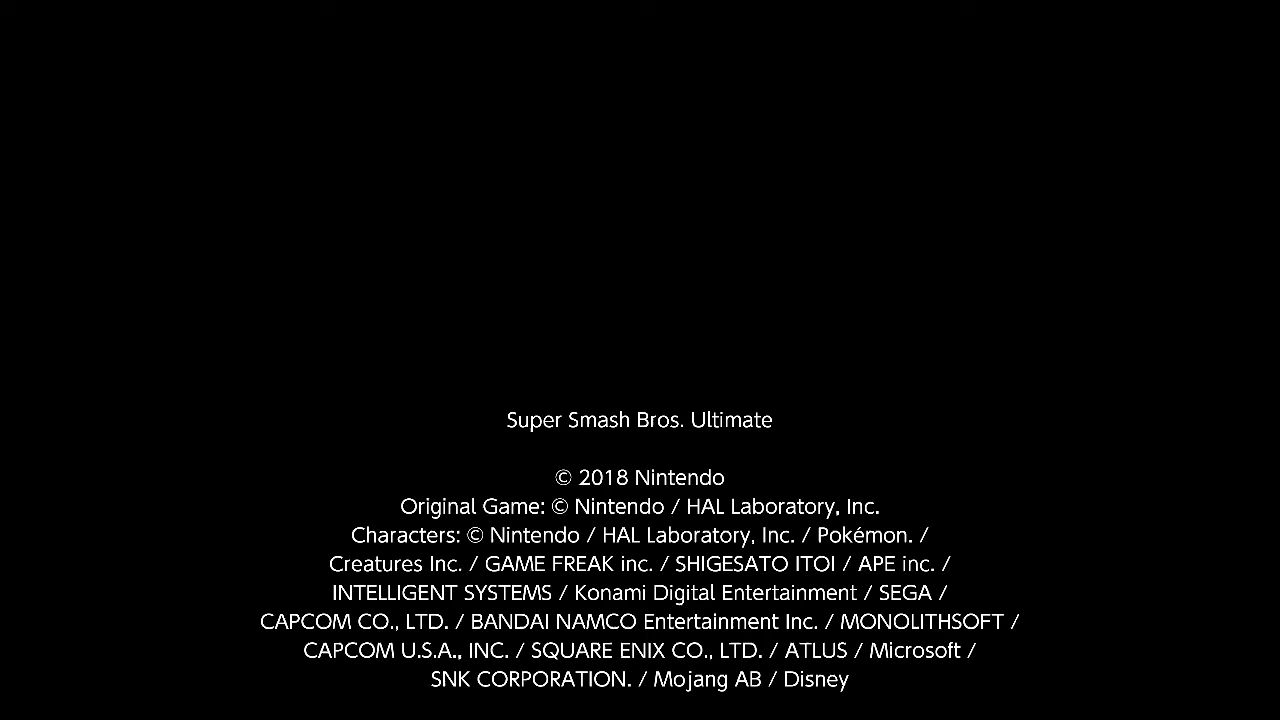 Super Smash Bros. Ultimate
© 2018 Nintendo
Original Game: © Nintendo / HAL Laboratory, Inc.
Characters: © Nintendo / HAL Laboratory, Inc. / Pokémon. /
Creatures Inc. / GAME FREAK inc. / SHIGESATO ITOI / APE inc. /
INTELLIGENT SYSTEMS / Konami Digital Entertainment / SEGA /
CAPCOM CO., LTD. / BANDAI NAMCO Entertainment Inc. / MONOLITHSOFT /
CAPCOM U.S.A., INC. / SQUARE ENIX CO., LTD. / ATLUS / Microsoft /
SNK CORPORATION. / Mojang AB / Disney